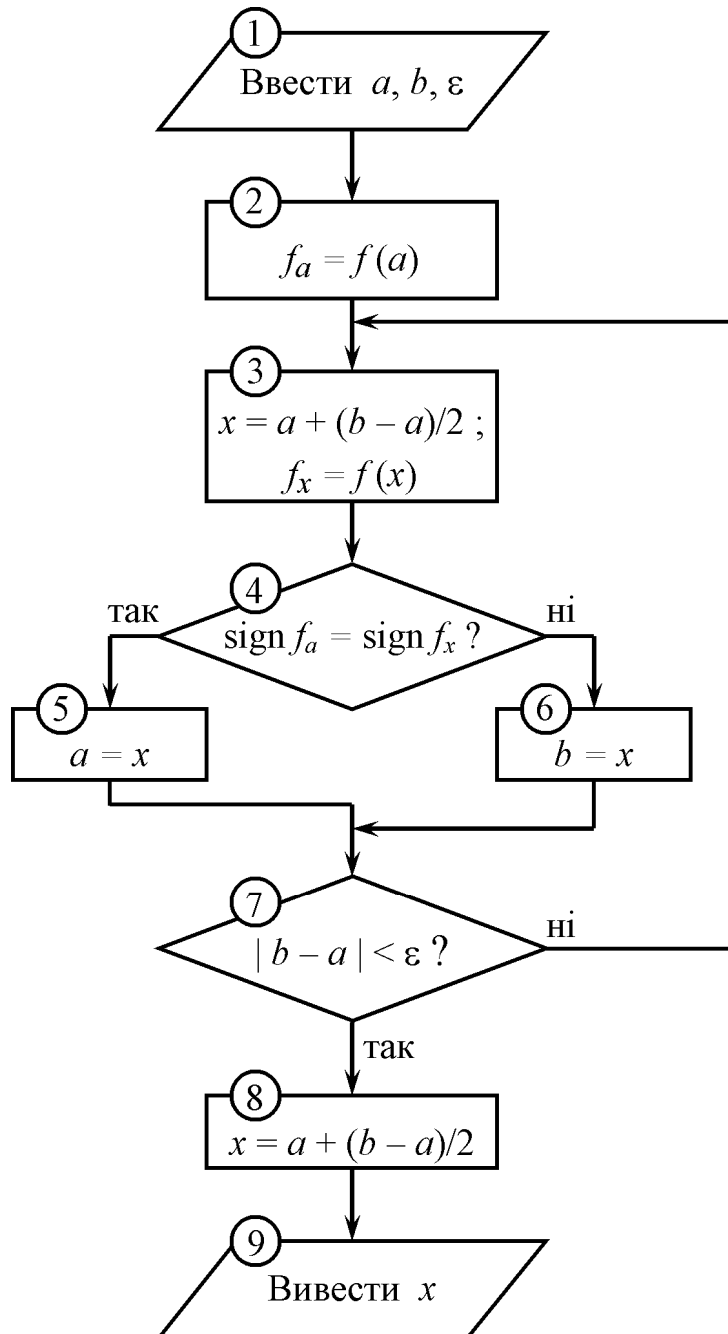 1
Ввести a, b, ε
2
fa = f (a)
3
x = a + (b – a)/2 ;
fx = f (x)
4
так
ні
sign fa = sign fx ?
5
6
a = x
b = x
7
ні
| b – a | < ε ?
так
8
x = a + (b – a)/2
9
Вивести x